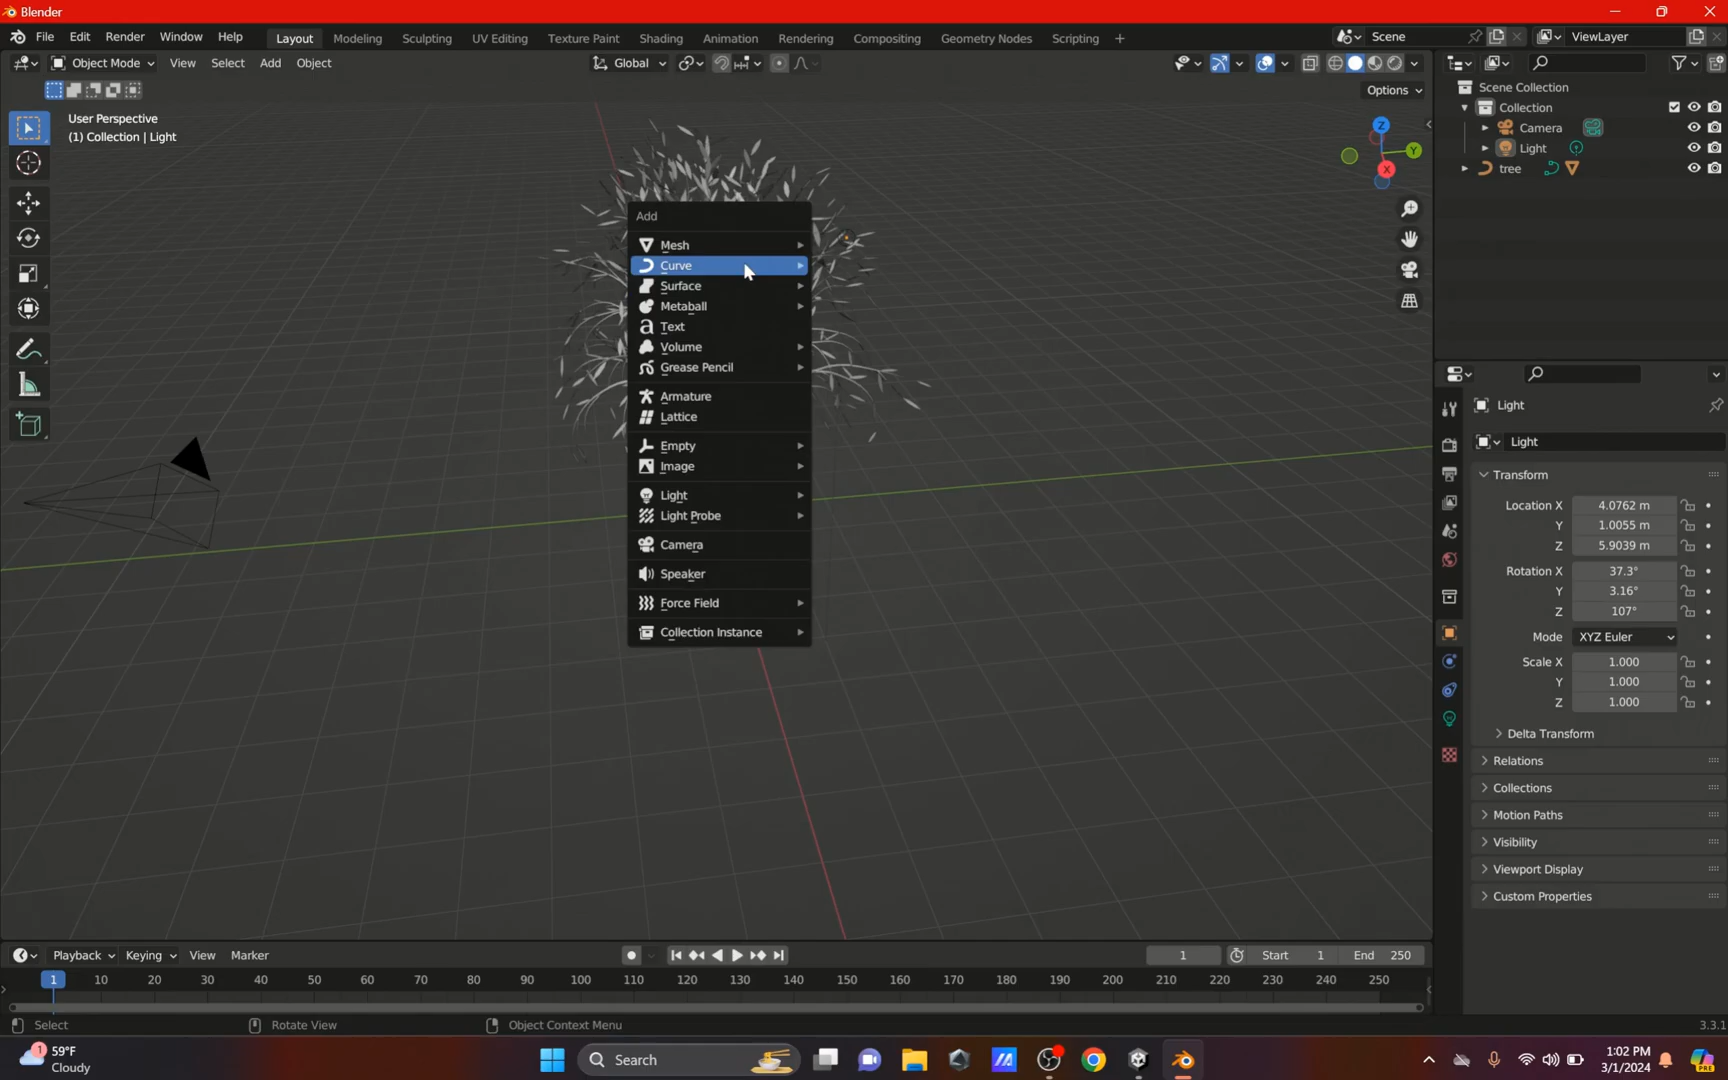 Blender
File Edit Render Window Help Layout Modeling Sculpting UV Editing Texture Paint Shading Animation Rendering Compositing Geometry Nodes Scripting + Scene ViewLayer
Object Mode View Select Add Object Global
Options
User Perspective
(1) Collection | Light
Z
Y
X
Add
Mesh
Curve
Surface
Metaball
Text
Volume
Grease Pencil
Armature
Lattice
Empty
Image
Light
Light Probe
Camera
Speaker
Force Field
Collection Instance
Scene Collection
Collection
Camera
Light
tree
Light
Light
Transform
Location X 4.0762 m
Y 1.0055 m
Z 5.9039 m
Rotation X 37.3°
Y 3.16°
Z 107°
Mode XYZ Euler
Scale X 1.000
Y 1.000
Z 1.000
Delta Transform
Relations
Collections
Motion Paths
Visibility
Viewport Display
Custom Properties
Playback Keying View Marker 1 Start 1 End 250
1 10 20 30 40 50 60 70 80 90 100 110 120 130 140 150 160 170 180 190 200 210 220 230 240 250
Select Rotate View Object Context Menu 3.3.1
1 59°F
Cloudy
Search
1:02 PM
3/1/2024
PRE